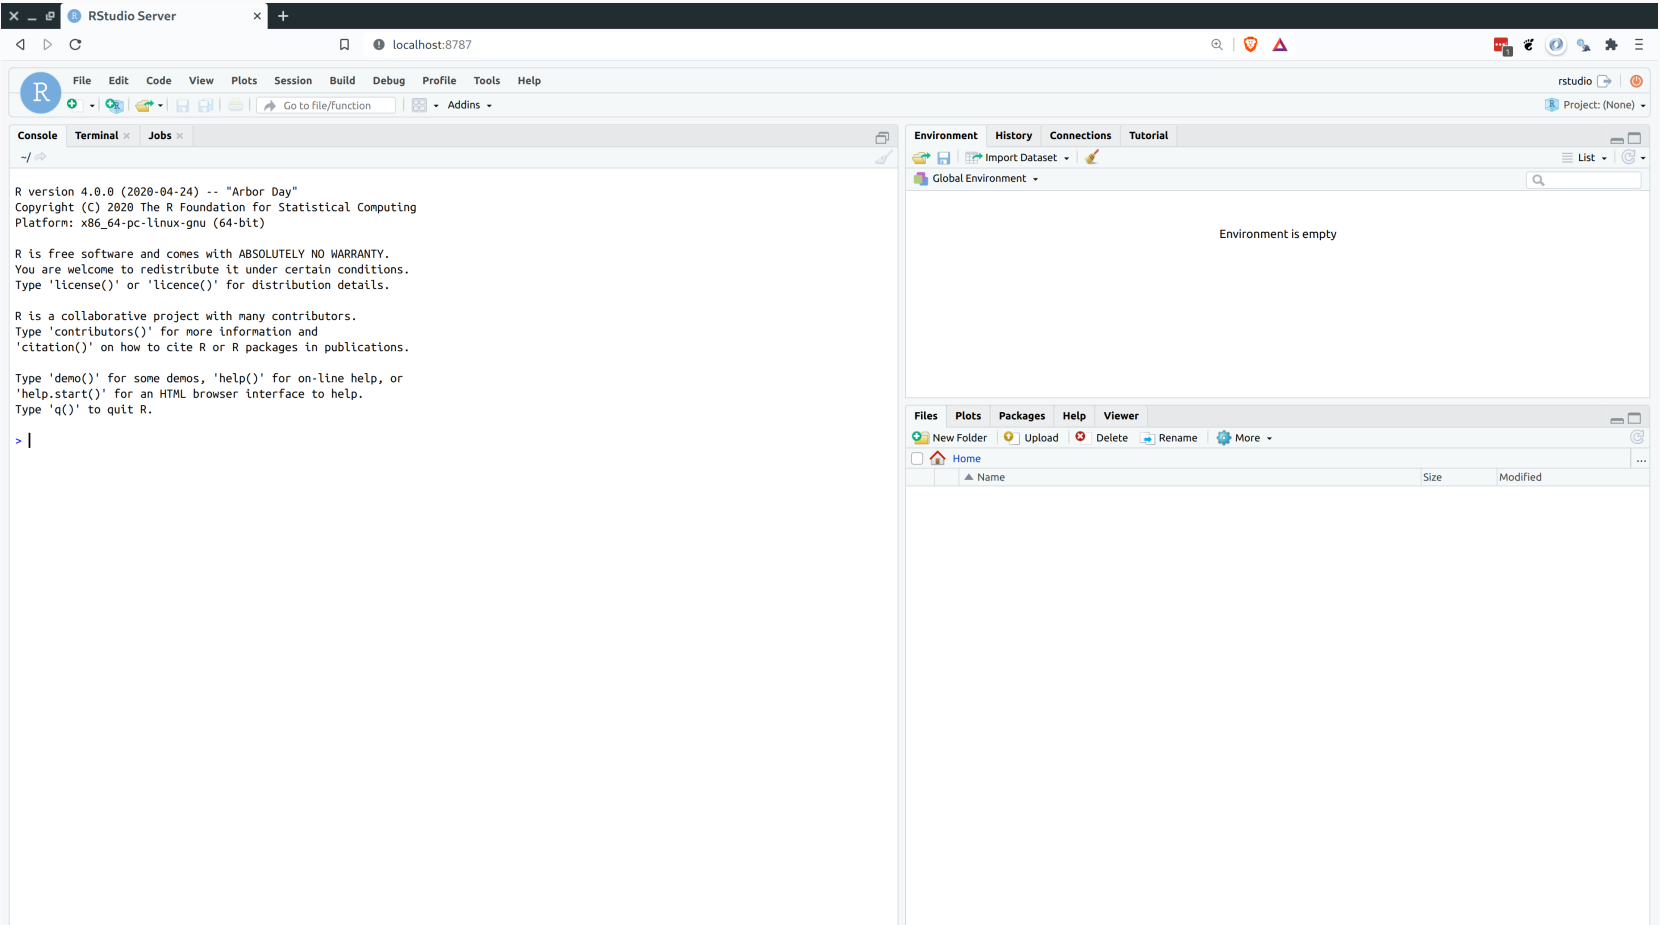 RStudio Server
localhost:8787
1
R
File Edit Code View Plots Session Build Debug Profile Tools Help
rstudio
Go to file/function
Addins
Project: (None)
Console Terminal Jobs
~/
R version 4.0.0 (2020-04-24) -- "Arbor Day"
Copyright (C) 2020 The R Foundation for Statistical Computing
Platform: x86_64-pc-linux-gnu (64-bit)
R is free software and comes with ABSOLUTELY NO WARRANTY.
You are welcome to redistribute it under certain conditions.
Type 'license()' or 'licence()' for distribution details.
R is a collaborative project with many contributors.
Type 'contributors()' for more information and
'citation()' on how to cite R or R packages in publications.
Type 'demo()' for some demos, 'help()' for on-line help, or
'help.start()' for an HTML browser interface to help.
Type 'q()' to quit R.
>
Environment History Connections Tutorial
Import Dataset
List
Global Environment
Environment is empty
Files Plots Packages Help Viewer
New Folder Upload Delete Rename More
Home
...
Name Size Modified